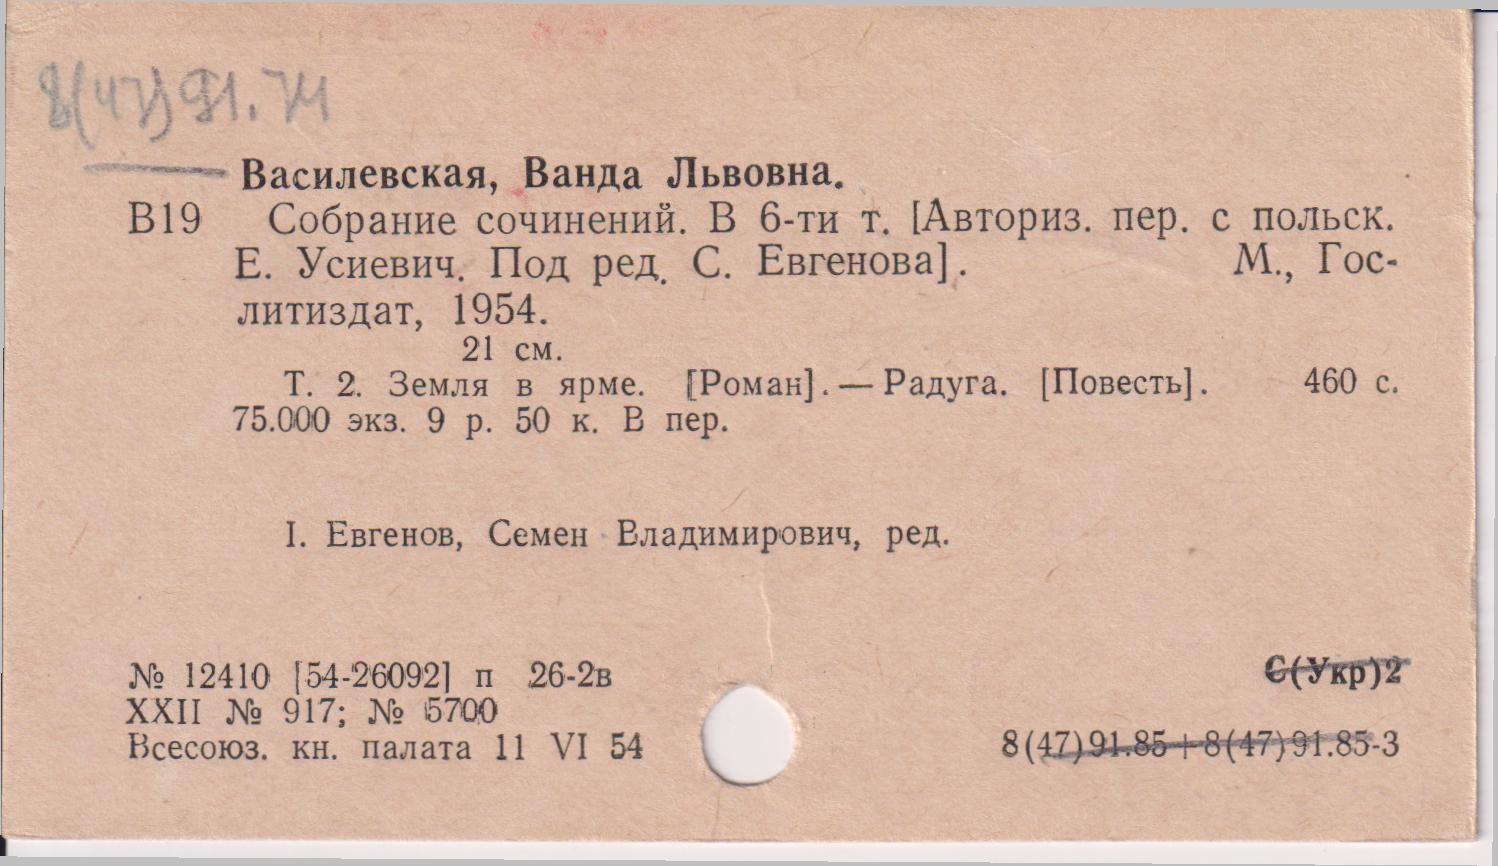 8(47)91.74
Василевская, Ванда Львовна.
В19 Собрание сочинений. В 6-ти т. [Авториз. пер. с польск.
Е. Усиевич. Под ред. С. Евгенова]. М., Гос-
литиздат, 1954.
21 см.
Т. 2. Земля в ярме. [Роман]. — Радуга. [Повесть]. 460 с.
75.000 экз. 9 р. 50 к. В пер.
I. Евгенов, Семен Владимирович, ред.
№ 12410 [54-26092] п 26-2в С(Укр)2
XXII № 917; № 5700
Всесоюз. кн. палата 11 VI 54 8(47)91.85+8(47)91.85-3